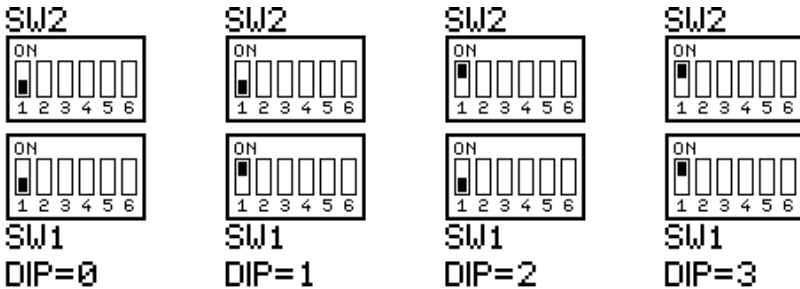 SW2 SW2 SW2 SW2
ON ON ON ON
1 2 3 4 5 6 1 2 3 4 5 6 1 2 3 4 5 6 1 2 3 4 5 6
ON ON ON ON
1 2 3 4 5 6 1 2 3 4 5 6 1 2 3 4 5 6 1 2 3 4 5 6
SW1 SW1 SW1 SW1
DIP=0 DIP=1 DIP=2 DIP=3